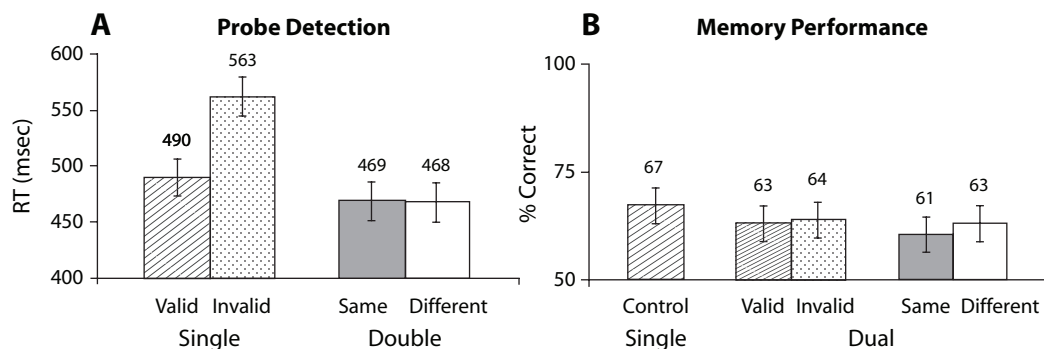 A Probe Detection
RT (msec)
600
550
500
450
400
490
563
469
468
Valid Invalid Same Different
Single Double
B Memory Performance
% Correct
100
75
50
67
63
64
61
63
Control Valid Invalid Same Different
Single Dual